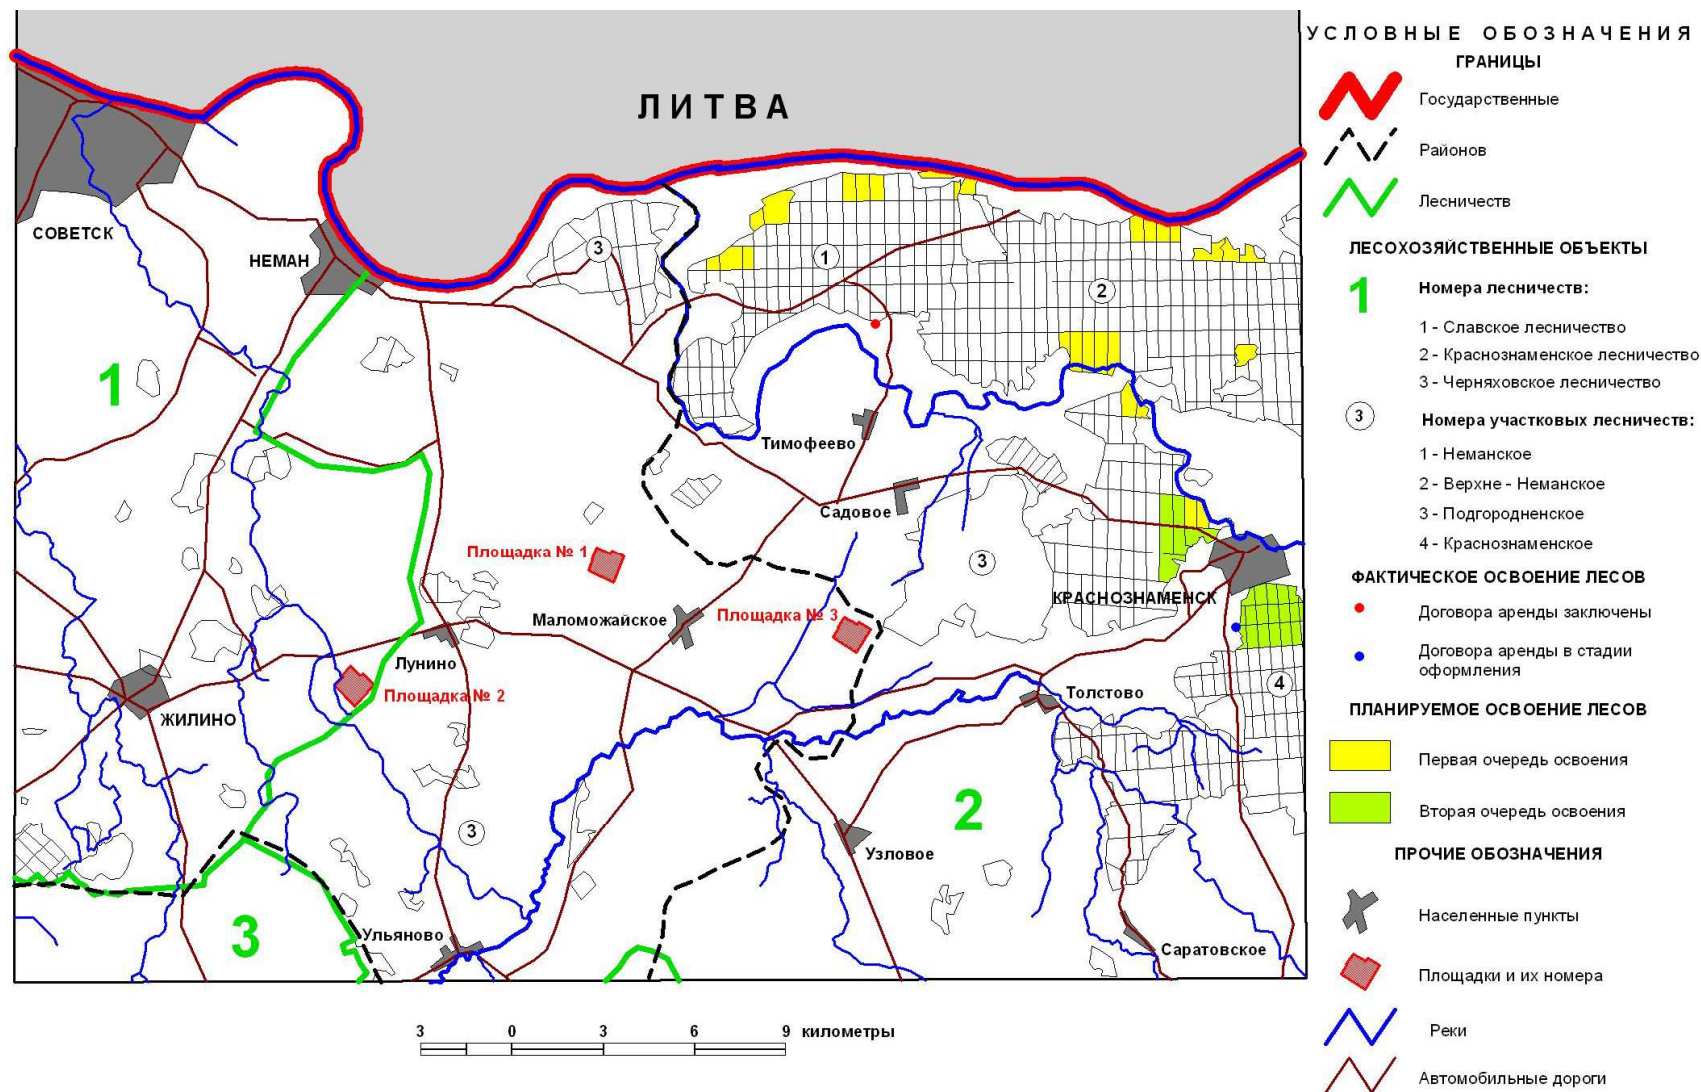 ЛИТВА
СОВЕТСК
НЕМАН
3
1
2
1
Тимофеево
Садовое
Площадка № 1
3
КРАСНОЗНАМЕНСК
Маломожайское
Площадка № 3
Лунино
Площадка № 2
ЖИЛИНО
4
Толстово
2
3
Узловое
3
Ульяново
Саратовское
3 0 3 6 9 километры
УСЛОВНЫЕ ОБОЗНАЧЕНИЯ
ГРАНИЦЫ
Государственные
Районов
Лесничеств
ЛЕСОХОЗЯЙСТВЕННЫЕ ОБЪЕКТЫ
1 Номера лесничеств:
1 - Славское лесничество
2 - Краснознаменское лесничество
3 - Черняховское лесничество
3 Номера участковых лесничеств:
1 - Неманское
2 - Верхне - Неманское
3 - Подгородненское
4 - Краснознаменское
ФАКТИЧЕСКОЕ ОСВОЕНИЕ ЛЕСОВ
Договора аренды заключены
Договора аренды в стадии
оформления
ПЛАНИРУЕМОЕ ОСВОЕНИЕ ЛЕСОВ
Первая очередь освоения
Вторая очередь освоения
ПРОЧИЕ ОБОЗНАЧЕНИЯ
Населенные пункты
Площадки и их номера
Реки
Автомобильные дороги